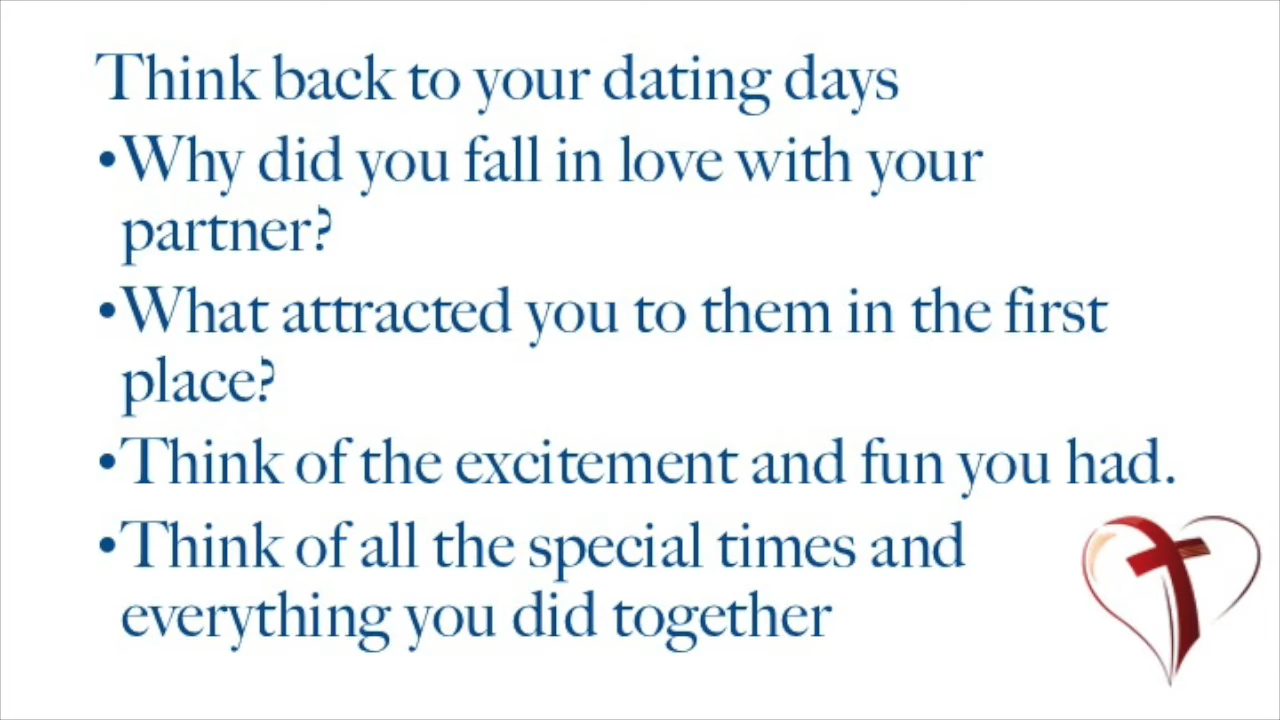 Think back to your dating days
•Why did you fall in love with your
partner?
•What attracted you to them in the first
place?
•Think of the excitement and fun you had.
•Think of all the special times and
everything you did together